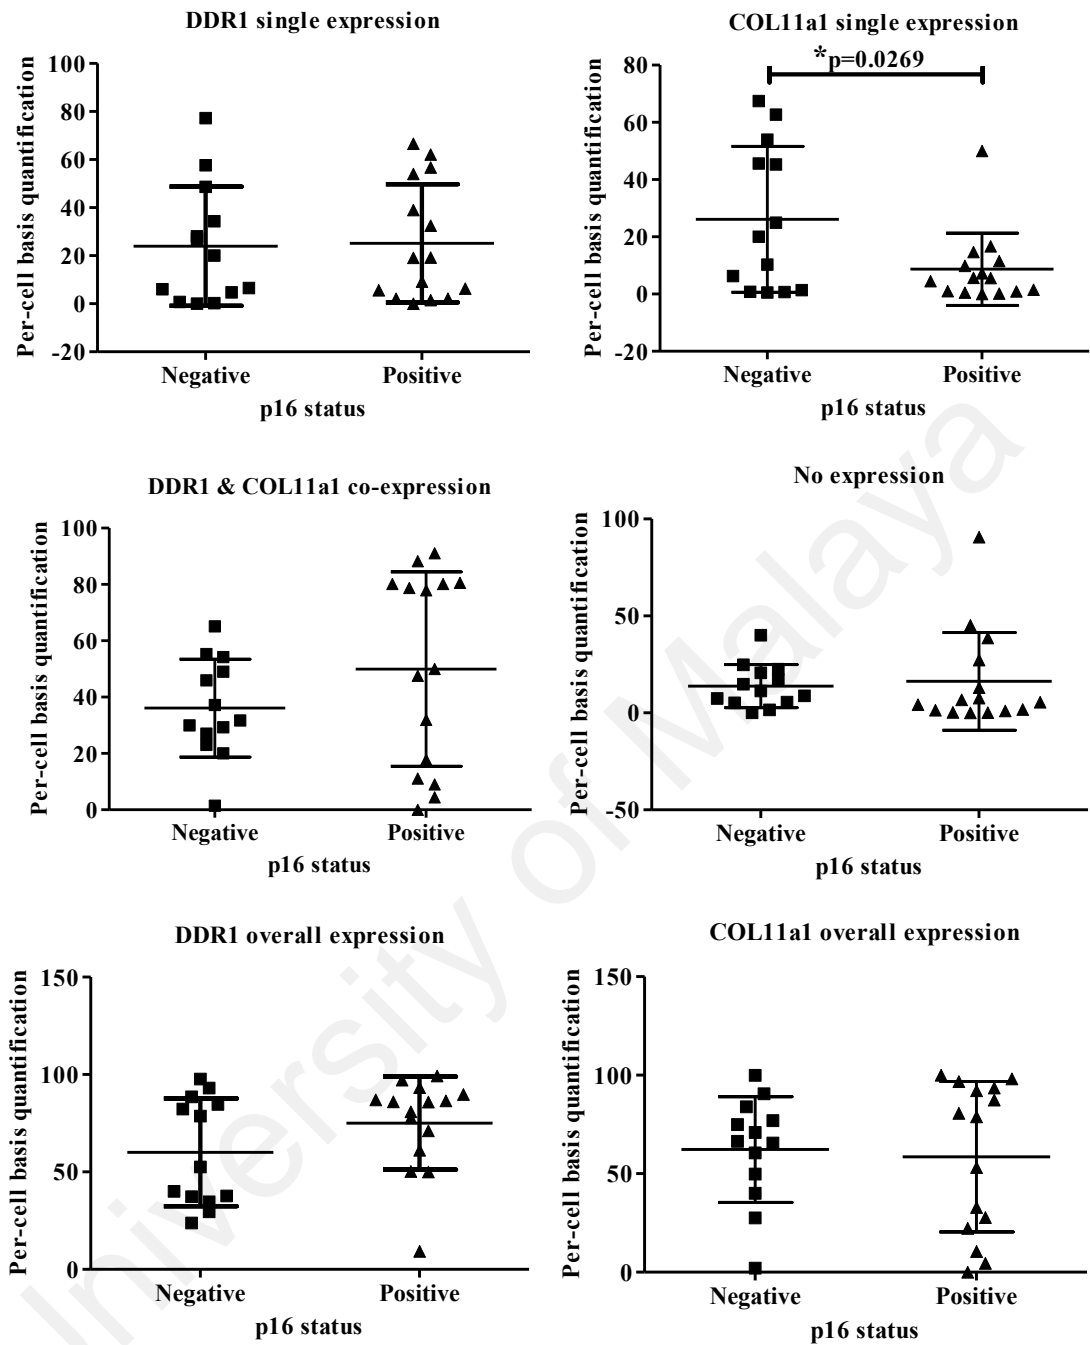 DDR1 single expression
Per-cell basis quantification
100
80
60
40
20
0
-20
Negative
Positive
p16 status
COL11a1 single expression
*p=0.0269
Per-cell basis quantification
80
60
40
20
0
-20
Negative
Positive
p16 status
DDR1 & COL11a1 co-expression
Per-cell basis quantification
100
80
60
40
20
0
Negative
Positive
p16 status
No expression
Per-cell basis quantification
100
50
0
-50
Negative
Positive
p16 status
DDR1 overall expression
Per-cell basis quantification
150
100
50
0
Negative
Positive
p16 status
COL11a1 overall expression
Per-cell basis quantification
150
100
50
0
Negative
Positive
p16 status
University of Malaya